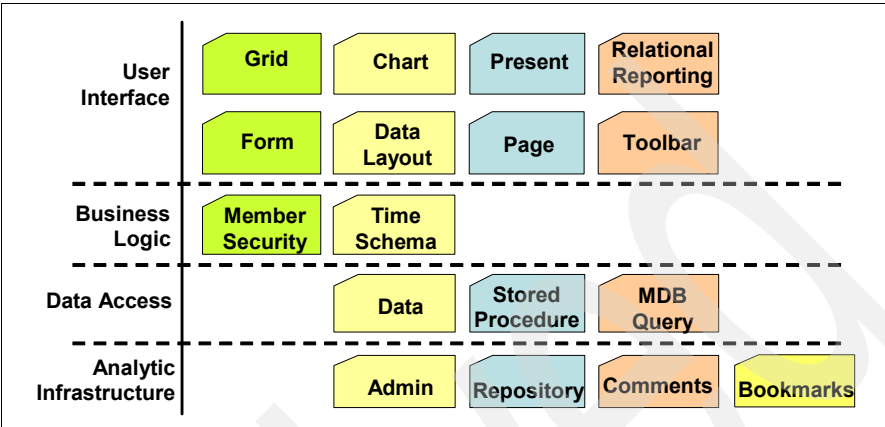 User
Interface
Grid
Chart
Present
Relational
Reporting
Form
Data
Layout
Page
Toolbar
Business
Logic
Member
Security
Time
Schema
Data Access
Data
Stored
Procedure
MDB
Query
Analytic
Infrastructure
Admin
Repository
Comments
Bookmarks